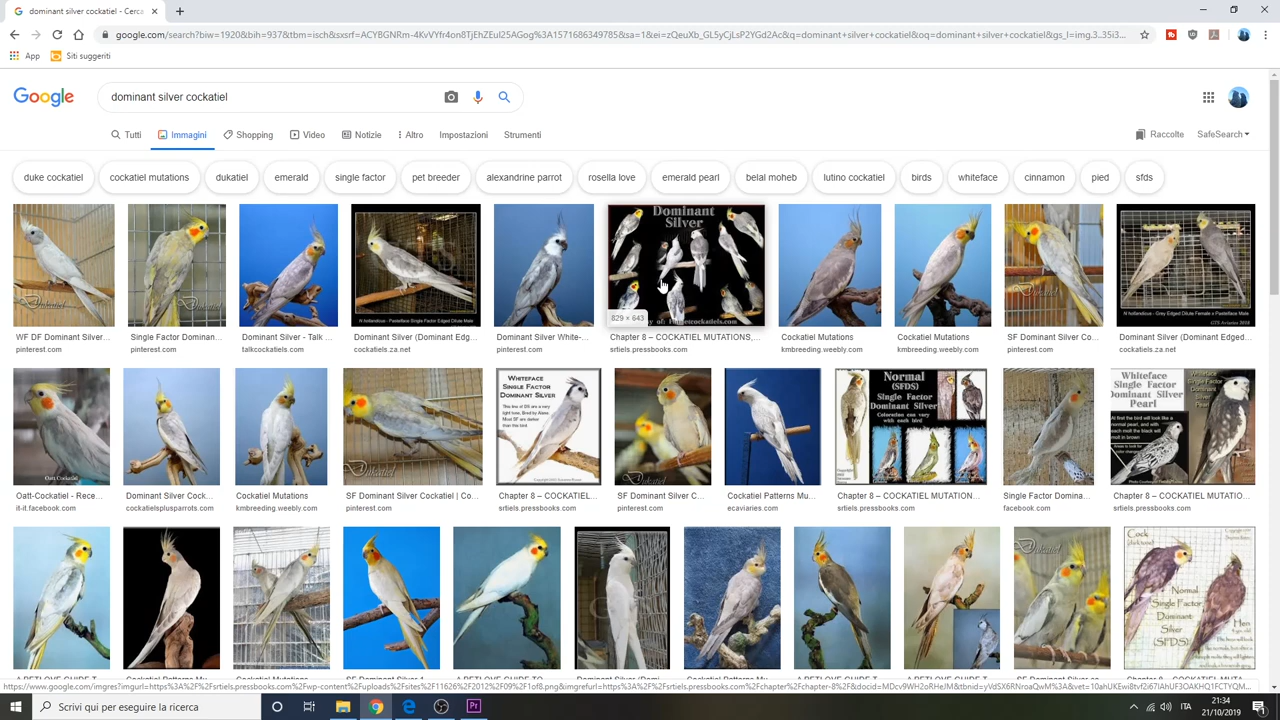 dominant silver cockatiel - Cerca
google.com/search?biw=1920&bih=937&tbm=isch&sxsrf=ACYBGNRm-4KvVYfr4on8TjEhZEuI25AGog%3A1571686349785&sa=1&ei=zQeuXb_GL5yCjLsP2YGd2Ac&q=dominant+silver+cockatiel&oq=dominant+silver+cockatiel&gs_l=img.3..35i3...
App Siti suggeriti
Google dominant silver cockatiel
Tutti Immagini Shopping Video Notizie Altro Impostazioni Strumenti Raccolte SafeSearch
duke cockatiel cockatiel mutations dukatiel emerald single factor pet breeder alexandrine parrot rosella love emerald pearl belal moheb lutino cockatiel birds whiteface cinnamon pied sfds
Dominant
Silver
829 × 643
WF DF Dominant Silver... Single Factor Dominan... Dominant Silver - Talk ... Dominant Silver (Dominant Edg... Dominant Silver White-... Chapter 8 – COCKATIEL MUTATIONS,... Cockatiel Mutations Cockatiel Mutations SF Dominant Silver Co... Dominant Silver (Dominant Edged...
pinterest.com pinterest.com talkcockatiels.com cockatiels.za.net pinterest.com srtiels.pressbooks.com kmbreeding.weebly.com kmbreeding.weebly.com pinterest.com cockatiels.za.net
WHITEFACE
SINGLE FACTOR
DOMINANT SILVER
Normal
(SFDS)
Single Factor
Dominant
Silver
Whiteface
Single Factor
Dominant Silver
Pearl
Oatt-Cockatiel - Rece... Dominant Silver Cock... Cockatiel Mutations SF Dominant Silver Cockatiel | Co... Chapter 8 – COCKATIEL... SF Dominant Silver C... Cockatiel Patterns Mu... Chapter 8 – COCKATIEL MUTATION... Single Factor Domina... Chapter 8 – COCKATIEL MUTATIO...
it-it.facebook.com cockatielsplusparrots.com kmbreeding.weebly.com pinterest.com srtiels.pressbooks.com pinterest.com ecaviaries.com srtiels.pressbooks.com facebook.com srtiels.pressbooks.com
Cock
Normal
Single Factor
Dominant
Silver
(SFDS)
Hen
Scrivi qui per eseguire la ricerca
ITA
21:34
21/10/2019